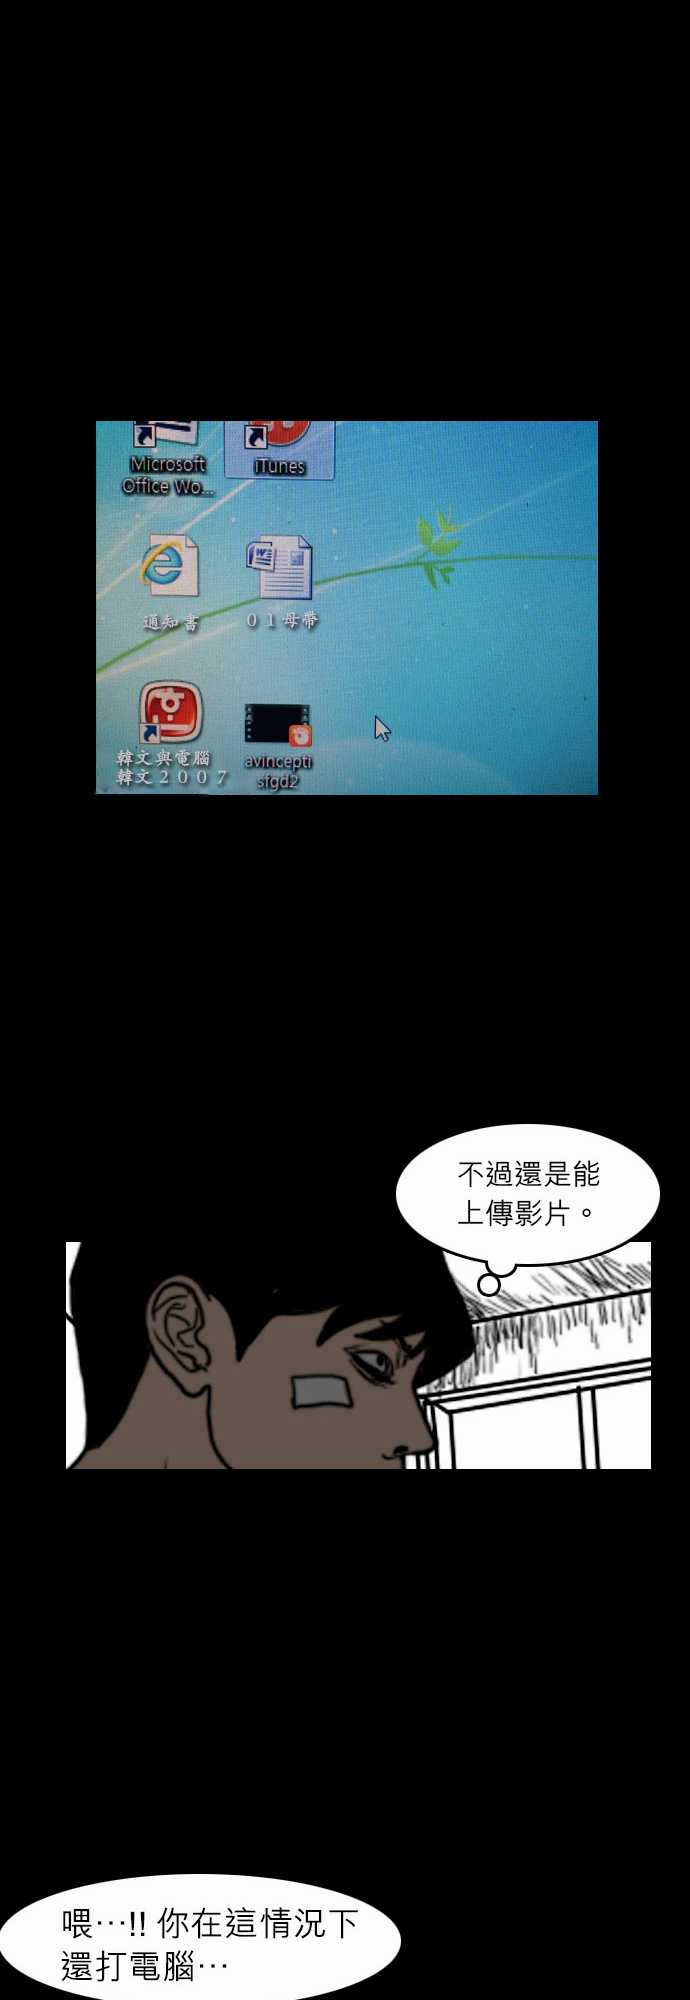 Microsoft
Office Wo...
iTunes
通知書
０１母帶
韓文與電腦
韓文２００７
avincepti
sfgd2
不過還是能
上傳影片。
喂…!! 你在這情況下
還打電腦…